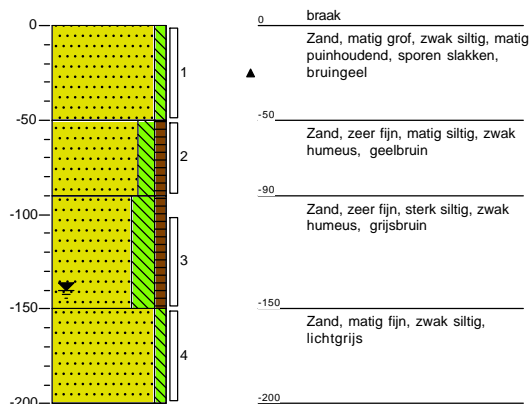 0
-50
-100
-150
-200
1
2
3
4
0
braak
Zand, matig grof, zwak siltig, matig
puinhoudend, sporen slakken,
bruingeel
-50
Zand, zeer fijn, matig siltig, zwak
humeus, geelbruin
-90
Zand, zeer fijn, sterk siltig, zwak
humeus, grijsbruin
-150
Zand, matig fijn, zwak siltig,
lichtgrijs
-200